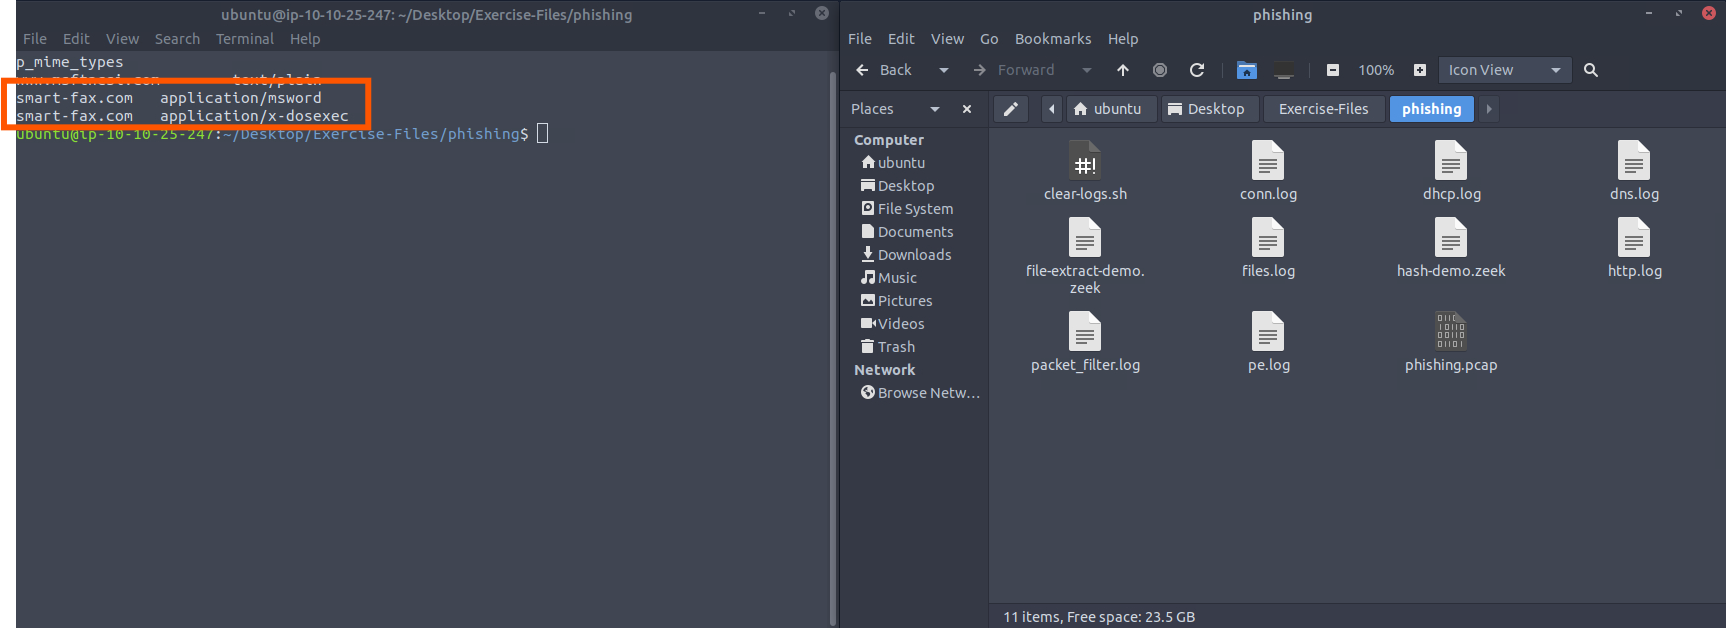 ubuntu@ip-10-10-25-247: ~/Desktop/Exercise-Files/phishing
File Edit View Search Terminal Help
p_mime_types
text/plain
smart-fax.com application/msword
smart-fax.com application/x-dosexec
ubuntu@ip-10-10-25-247:~/Desktop/Exercise-Files/phishing$
phishing
File Edit View Go Bookmarks Help
Back Forward 100% Icon View
Places ubuntu Desktop Exercise-Files phishing
Computer
ubuntu
Desktop
File System
Documents
Downloads
Music
Pictures
Videos
Trash
Network
Browse Netw...
#!
clear-logs.sh conn.log dhcp.log dns.log
file-extract-demo.
zeek
files.log hash-demo.zeek http.log
packet_filter.log pe.log phishing.pcap
11 items, Free space: 23.5 GB